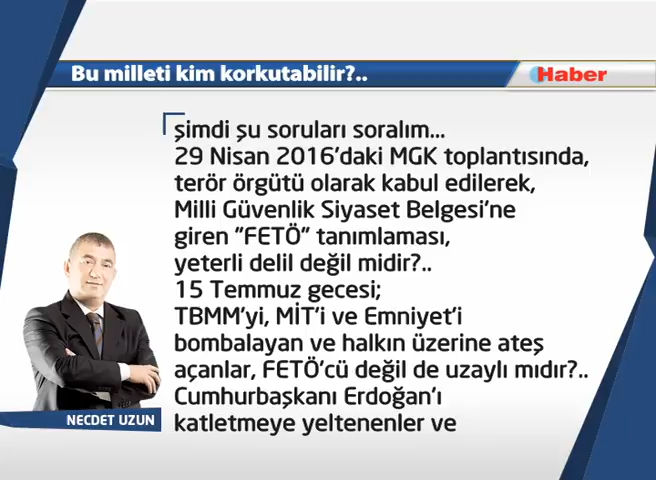 Bu milleti kim korkutabilir?..
Haber
şimdi şu soruları soralım...
29 Nisan 2016'daki MGK toplantısında,
terör örgütü olarak kabul edilerek,
Milli Güvenlik Siyaset Belgesi'ne
giren "FETÖ" tanımlaması,
yeterli delil değil midir?..
15 Temmuz gecesi;
TBMM'yi, MİT'i ve Emniyet'i
bombalayan ve halkın üzerine ateş
açanlar, FETÖ'cü değil de uzaylı mıdır?..
Cumhurbaşkanı Erdoğan'ı
katletmeye yeltenenler ve
NECDET UZUN